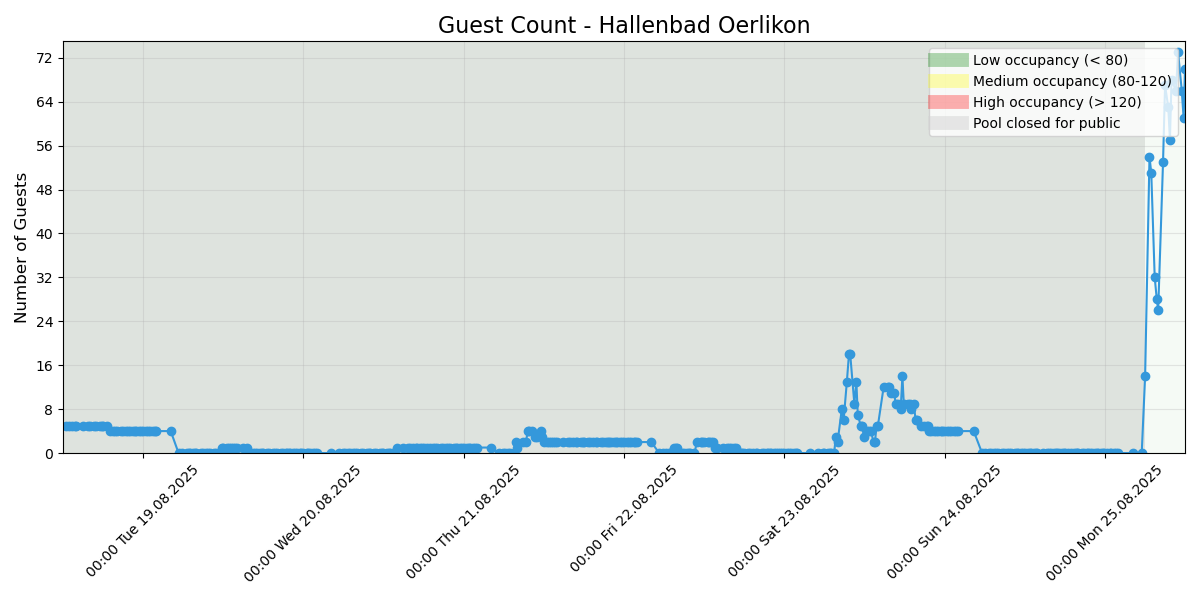 Guest Count - Hallenbad Oerlikon
Low occupancy (< 80)
Medium occupancy (80-120)
High occupancy (> 120)
Pool closed for public
Number of Guests
72
64
56
48
40
32
24
16
8
0
00:00 Tue 19.08.2025
00:00 Wed 20.08.2025
00:00 Thu 21.08.2025
00:00 Fri 22.08.2025
00:00 Sat 23.08.2025
00:00 Sun 24.08.2025
00:00 Mon 25.08.2025